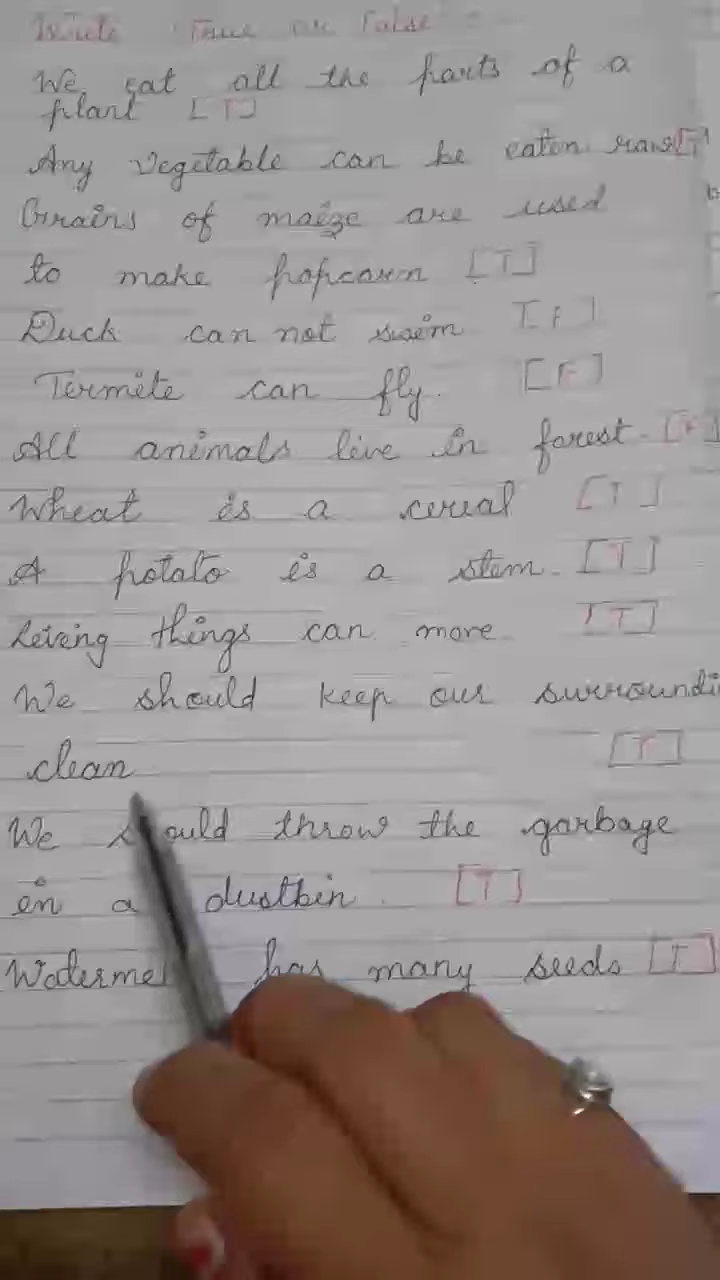 Write True or False :-
We eat all the parts of a
plant [T]
Any vegetable can be eaten raw
Grains of maize are used
to make popcorn [T]
Duck can not swim [F]
Termite can fly. [F]
All animals live in forest. [F]
Wheat is a cereal [T]
A potato is a stem. [T]
Living things can move [T]
We should keep our surroundi
clean [T]
We should throw the garbage
in a dustbin. [T]
Waterme has many seeds [T]